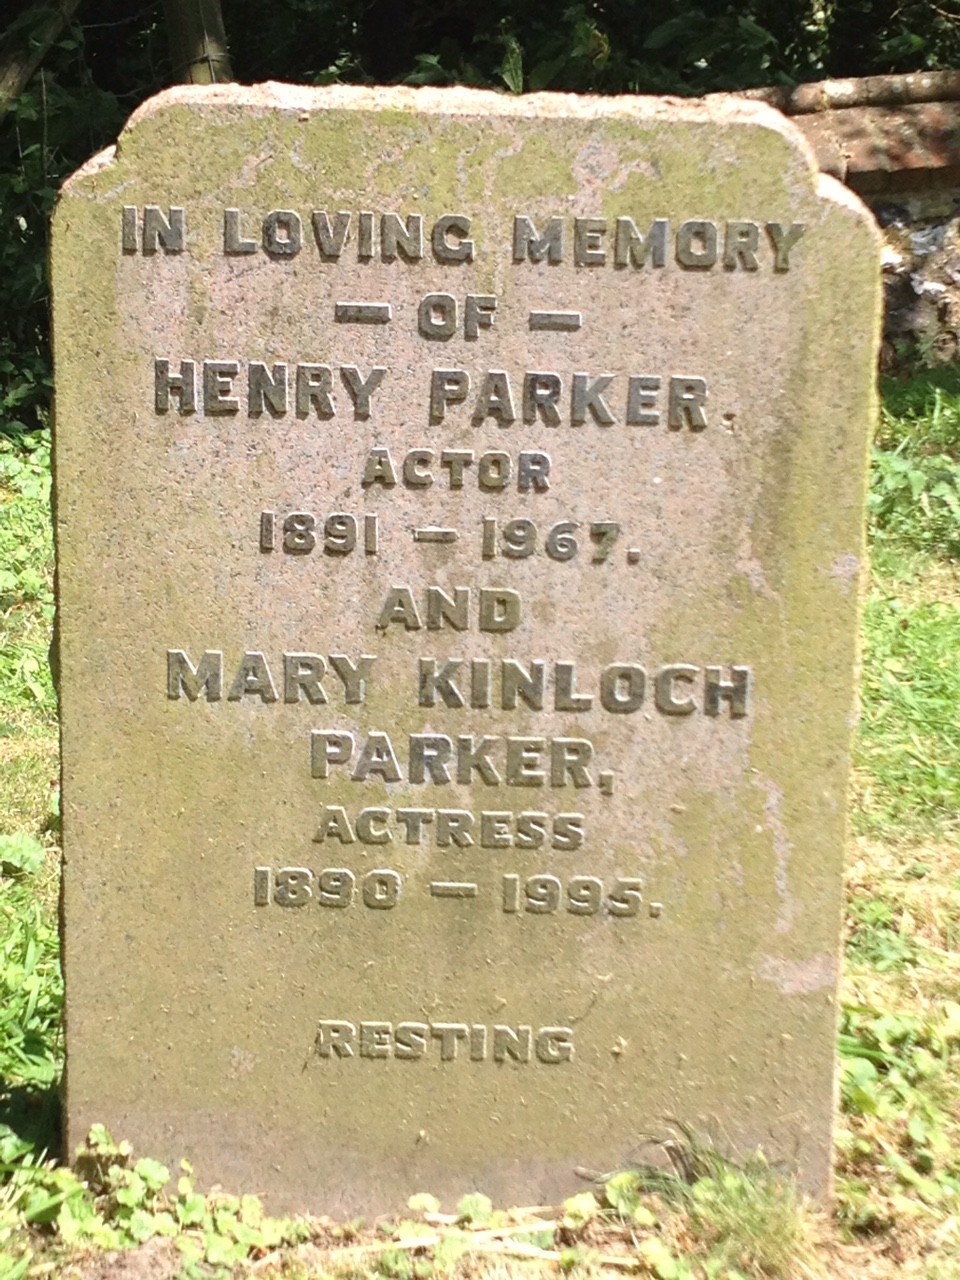 IN LOVING MEMORY
— OF —
HENRY PARKER.
ACTOR
1891 — 1967.
AND
MARY KINLOCH
PARKER,
ACTRESS
1890 — 1995.
RESTING